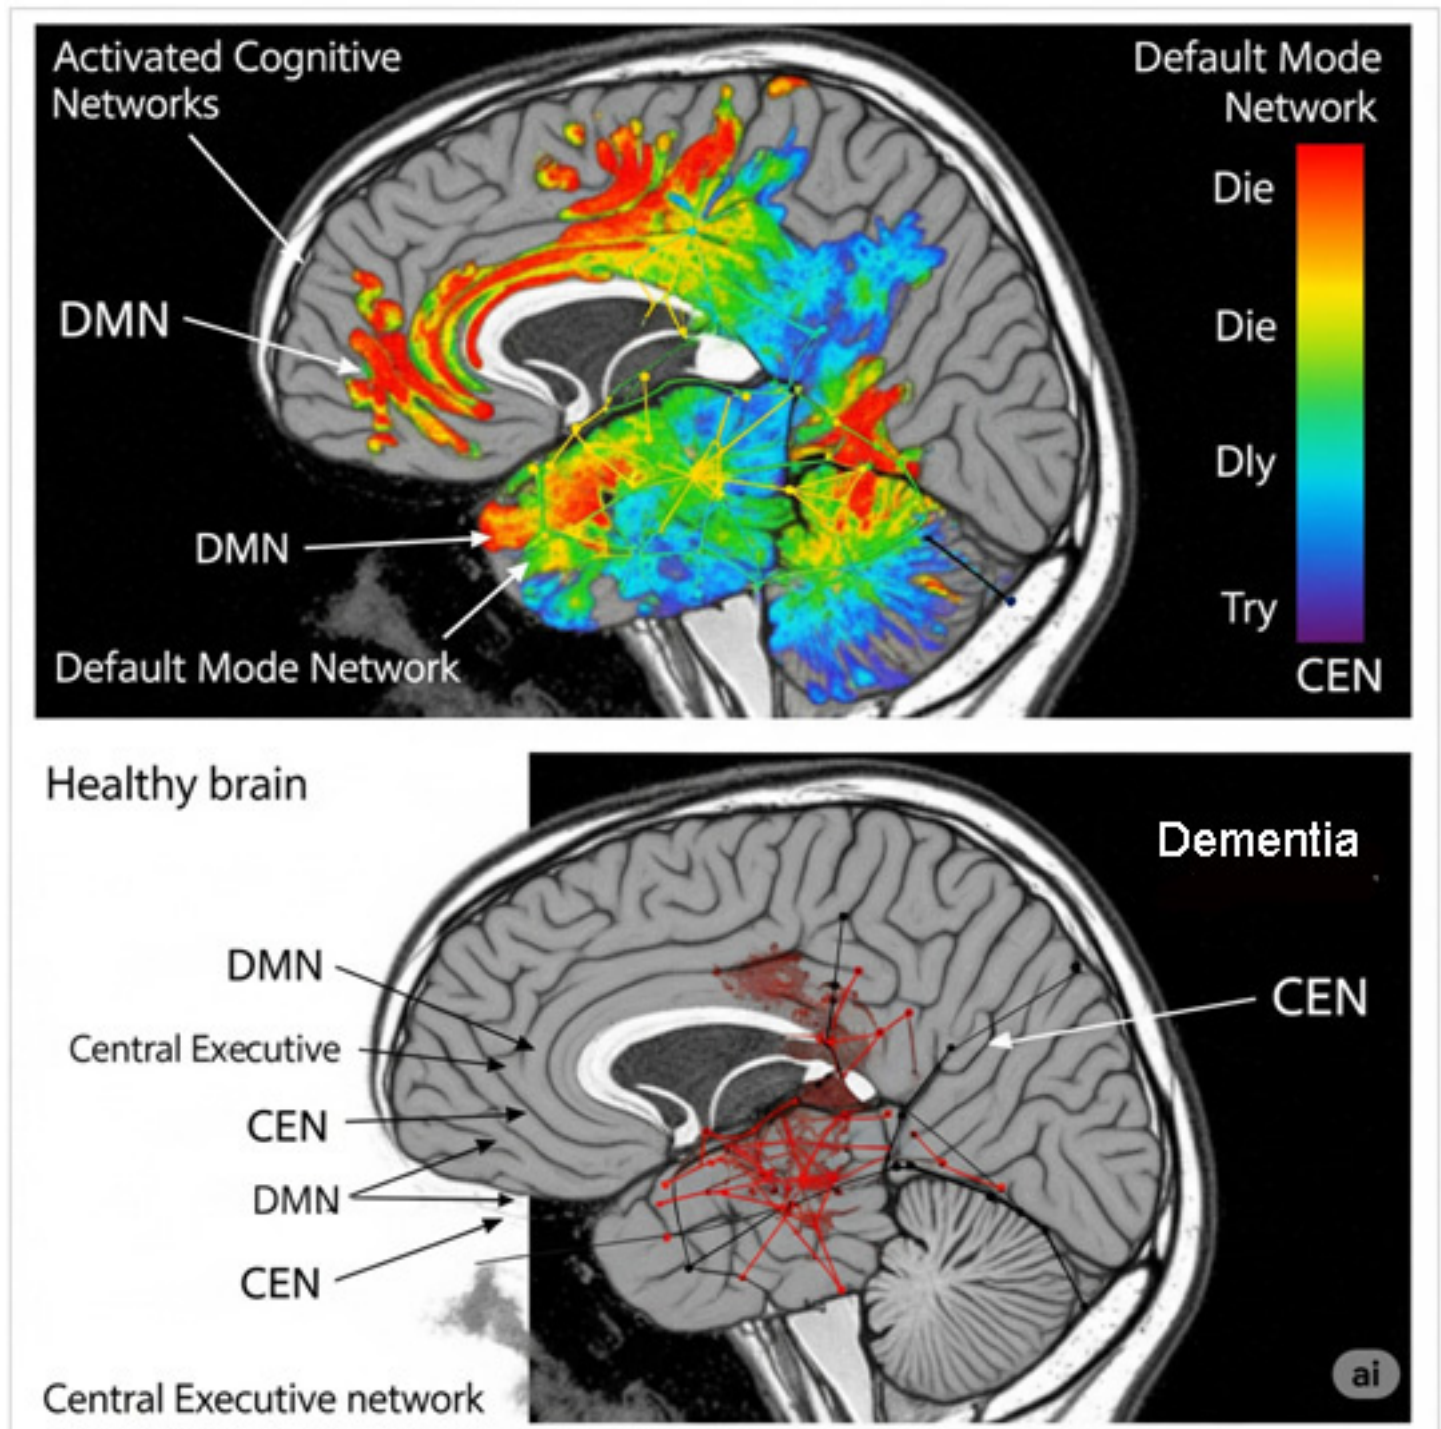 Activated Cognitive
Networks
DMN
DMN
Default Mode Network
Default Mode
Network
Die
Die
Dly
Try
CEN
Healthy brain
Dementia
DMN
Central Executive
CEN
DMN
CEN
CEN
Central Executive network
ai